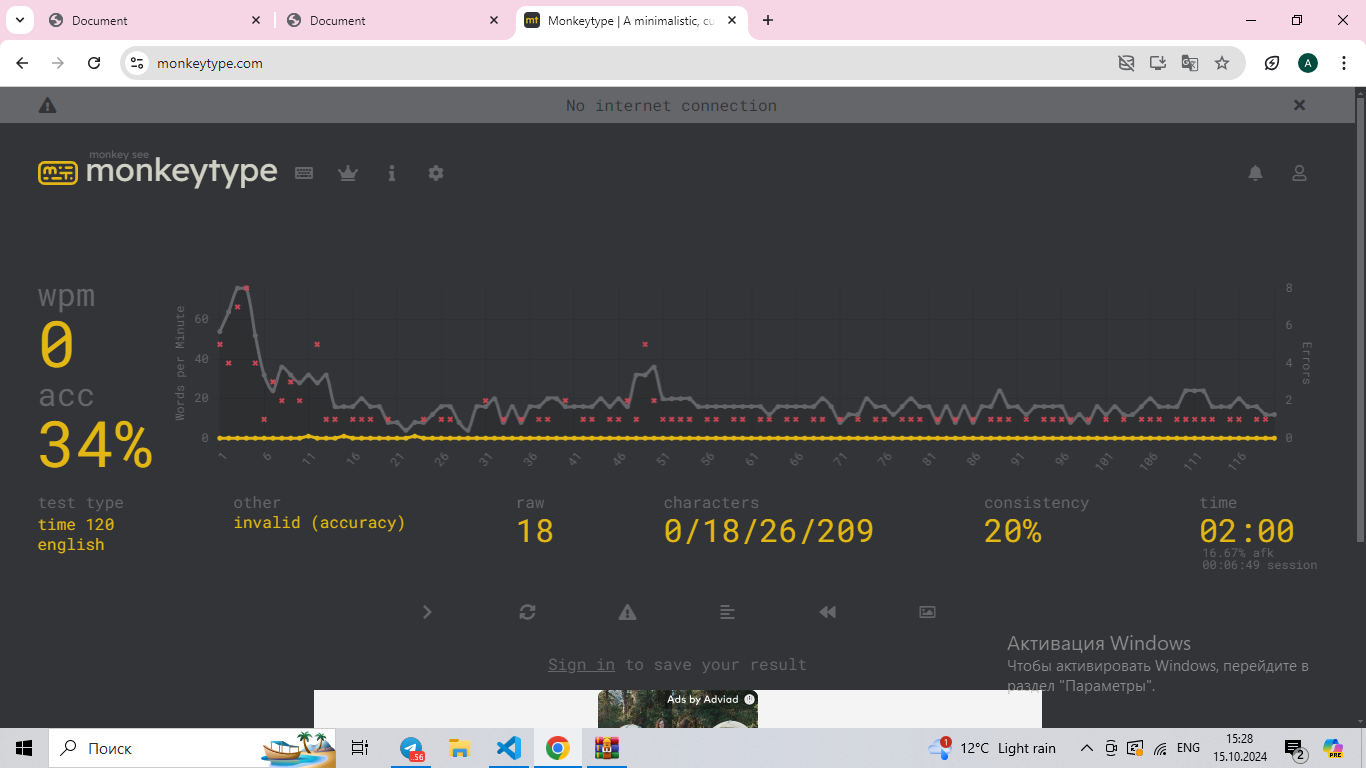 Document
Document
Monkeytype | A minimalistic, cu
monkeytype.com
A
No internet connection
monkey see
monkeytype
wpm
0
acc
34%
Words per Minute
60
40
20
0
8
6
4
2
0
Errors
1 6 11 16 21 26 31 36 41 46 51 56 61 66 71 76 81 86 91 96 101 106 111 116
test type
time 120
english
other
invalid (accuracy)
raw
18
characters
0/18/26/209
consistency
20%
time
02:00
16.67% afk
00:06:49 session
Sign in to save your result
Активация Windows
Чтобы активировать Windows, перейдите в
раздел "Параметры".
Ads by Adviad
Поиск
.56
1
12°C Light rain
ENG
15:28
15.10.2024
2
PRE